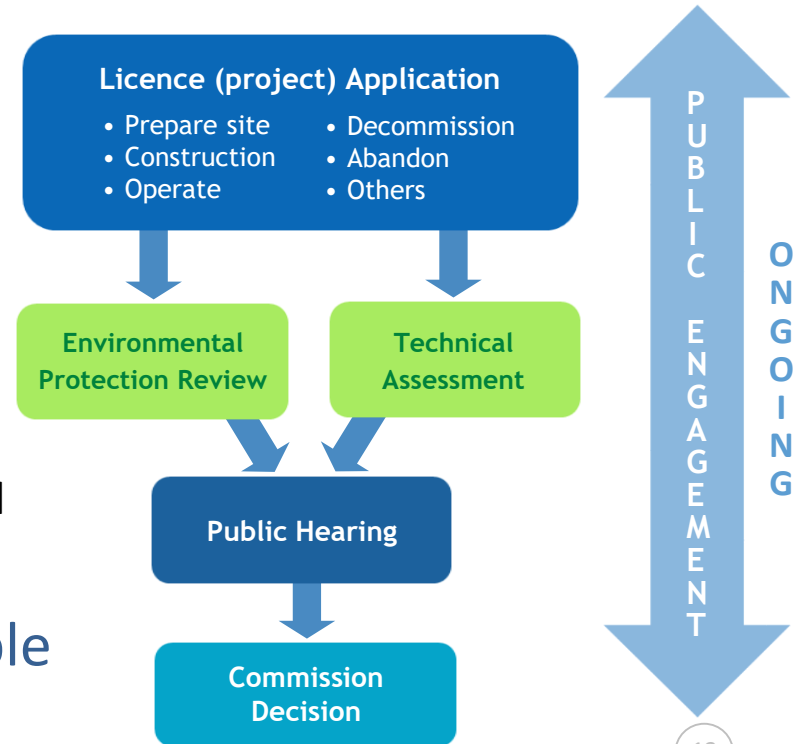 Licence (project) Application
• Prepare site
• Construction
• Operate
• Decommission
• Abandon
• Others
Environmental
Protection Review
Technical
Assessment
Public Hearing
Commission
Decision
PUBLIC ENGAGEMENT
ONGOING